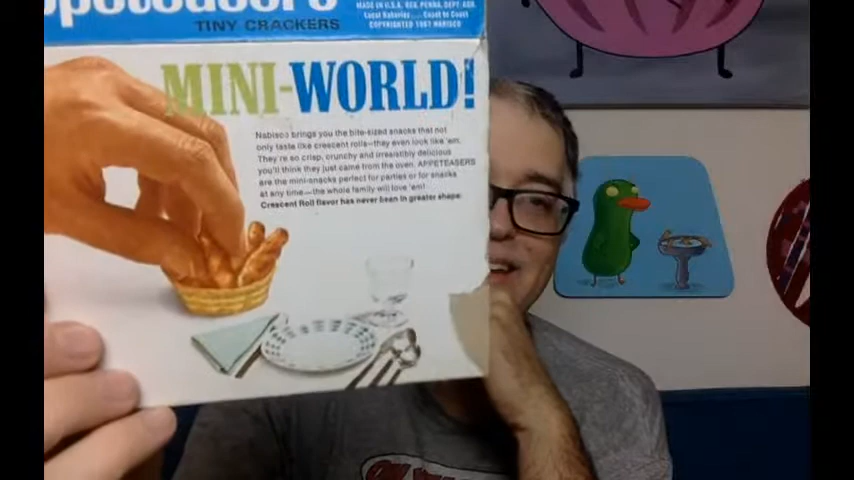 TINY CRACKERS
MADE IN U.S.A. REG. PENNA. DEPT. AGR.
Local Bakeries.....Coast to Coast
COPYRIGHTED 1967 NABISCO
MINI-WORLD!
Nabisco brings you the bite-sized snacks that not
only taste like crescent rolls—they even look like 'em.
They're so crisp, crunchy and irresistibly delicious
you'll think they just came from the oven. APPETEASERS
are the mini-snacks perfect for parties or for snacks
at any time—the whole family will love 'em!
Crescent Roll flavor has never been in greater shape.